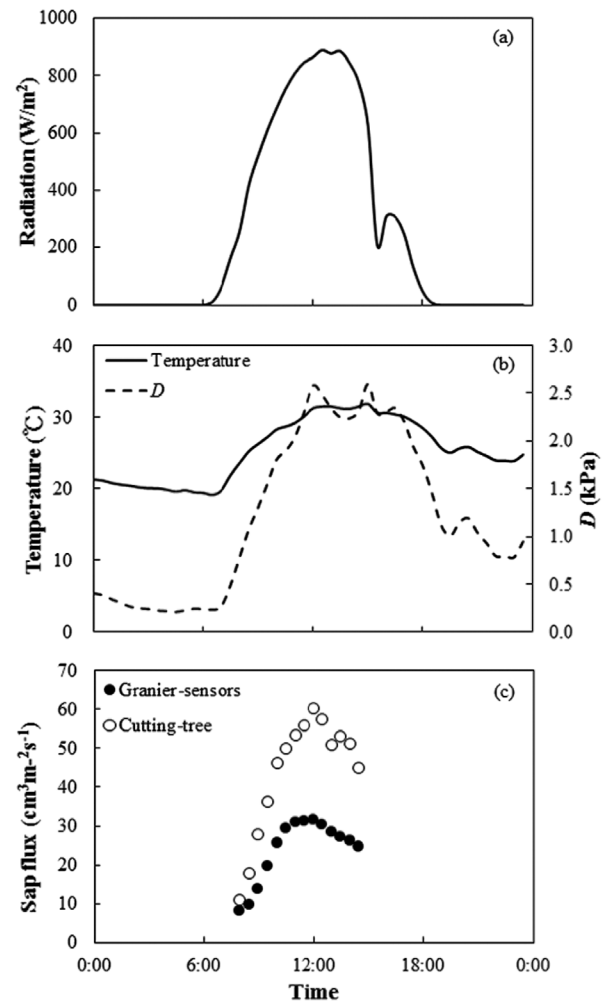 (a)
Radiation (W/m²)
1000
800
600
400
200
0
(b)
Temperature
D
Temperature (℃)
40
30
20
10
0
D (kPa)
3.0
2.5
2.0
1.5
1.0
0.5
0.0
(c)
Granier-sensors
Cutting-tree
Sap flux (cm³m-²s-¹)
70
60
50
40
30
20
10
0
0:00 6:00 12:00 18:00 0:00
Time